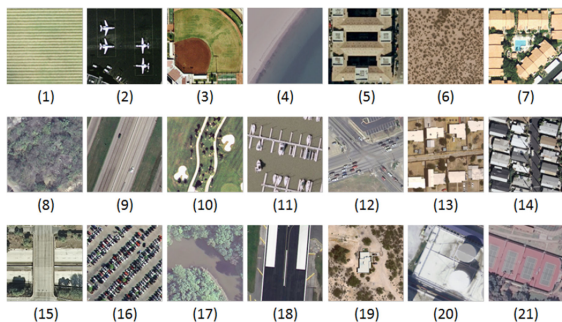 (1) (2) (3) (4) (5) (6) (7)
(8) (9) (10) (11) (12) (13) (14)
(15) (16) (17) (18) (19) (20) (21)